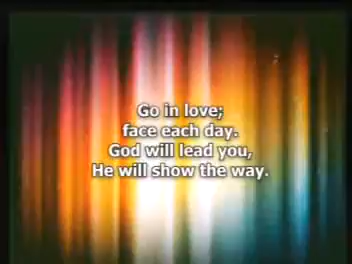 Go in love;
face each day.
God will lead you,
He will show the way.